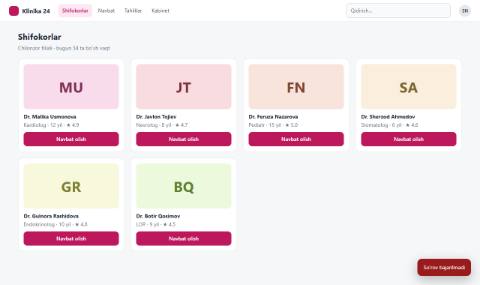 Klinika 24
Shifokorlar Navbat Tahlillar Kabinet
Qidirish...
Shifokorlar
Chilonzor filiali · bugun 34 ta bo'sh vaqt
MU
Dr. Malika Usmonova
Kardiolog · 12 yil · ★ 4.9
Navbat olish
JT
Dr. Javlon Tojiev
Nevrolog · 8 yil · ★ 4.7
Navbat olish
FN
Dr. Feruza Nazarova
Pediatr · 15 yil · ★ 5.0
Navbat olish
SA
Dr. Sherzod Ahmedov
Stomatolog · 6 yil · ★ 4.6
Navbat olish
GR
Dr. Gulnora Rashidova
Endokrinolog · 10 yil · ★ 4.8
Navbat olish
BQ
Dr. Botir Qosimov
LOR · 9 yil · ★ 4.5
Navbat olish
So'rov bajarilmadi